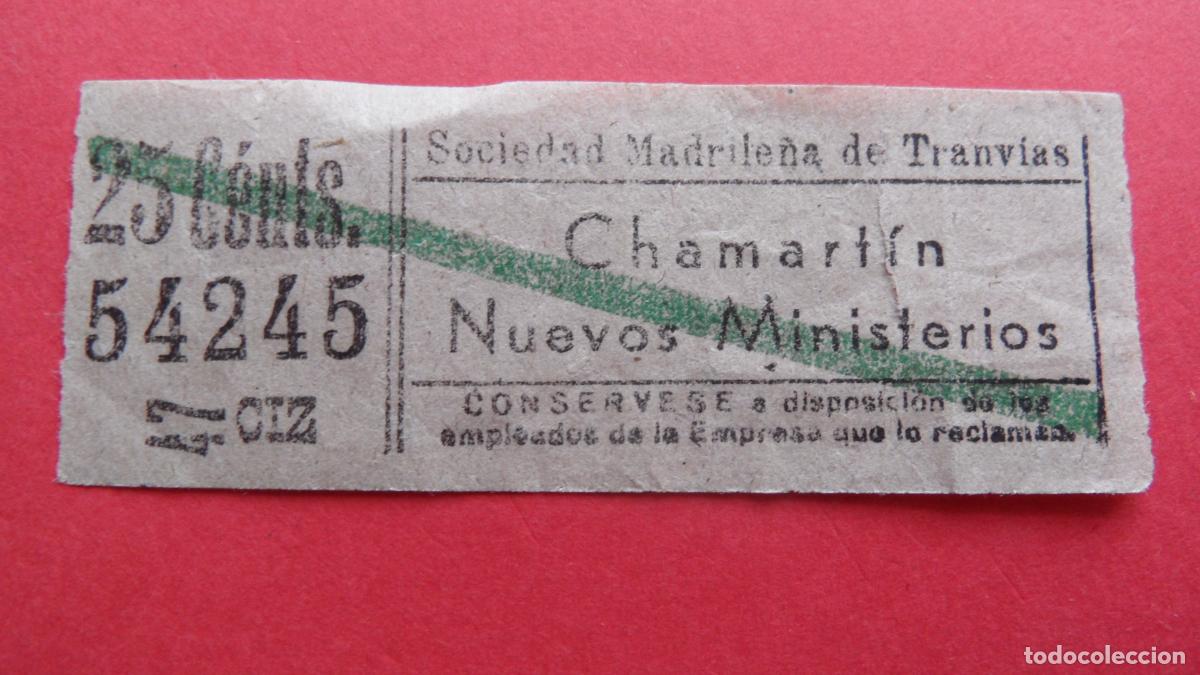 25 Cénts.
54245
47 CIZ
Sociedad Madrileña de Tranvías
Chamartín
Nuevos Ministerios
CONSERVESE a disposición de los
empleados de la Empresa que lo reclamen.
todocoleccion